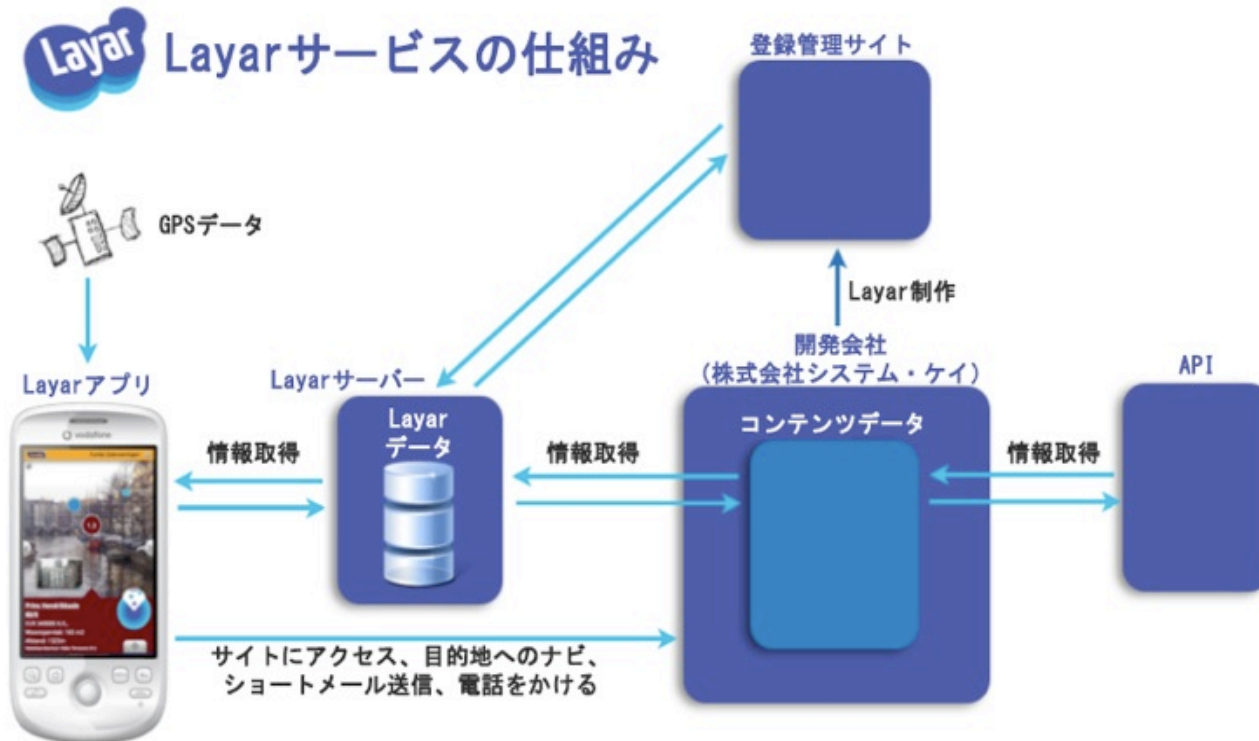 Layar
Layarサービスの仕組み
登録管理サイト
GPSデータ
Layar制作
開発会社
(株式会社システム・ケイ)
API
Layarアプリ
Layarサーバー
Layar
データ
コンテンツデータ
情報取得
情報取得
情報取得
vodafone
1.3
サイトにアクセス、目的地へのナビ、
ショートメール送信、電話をかける